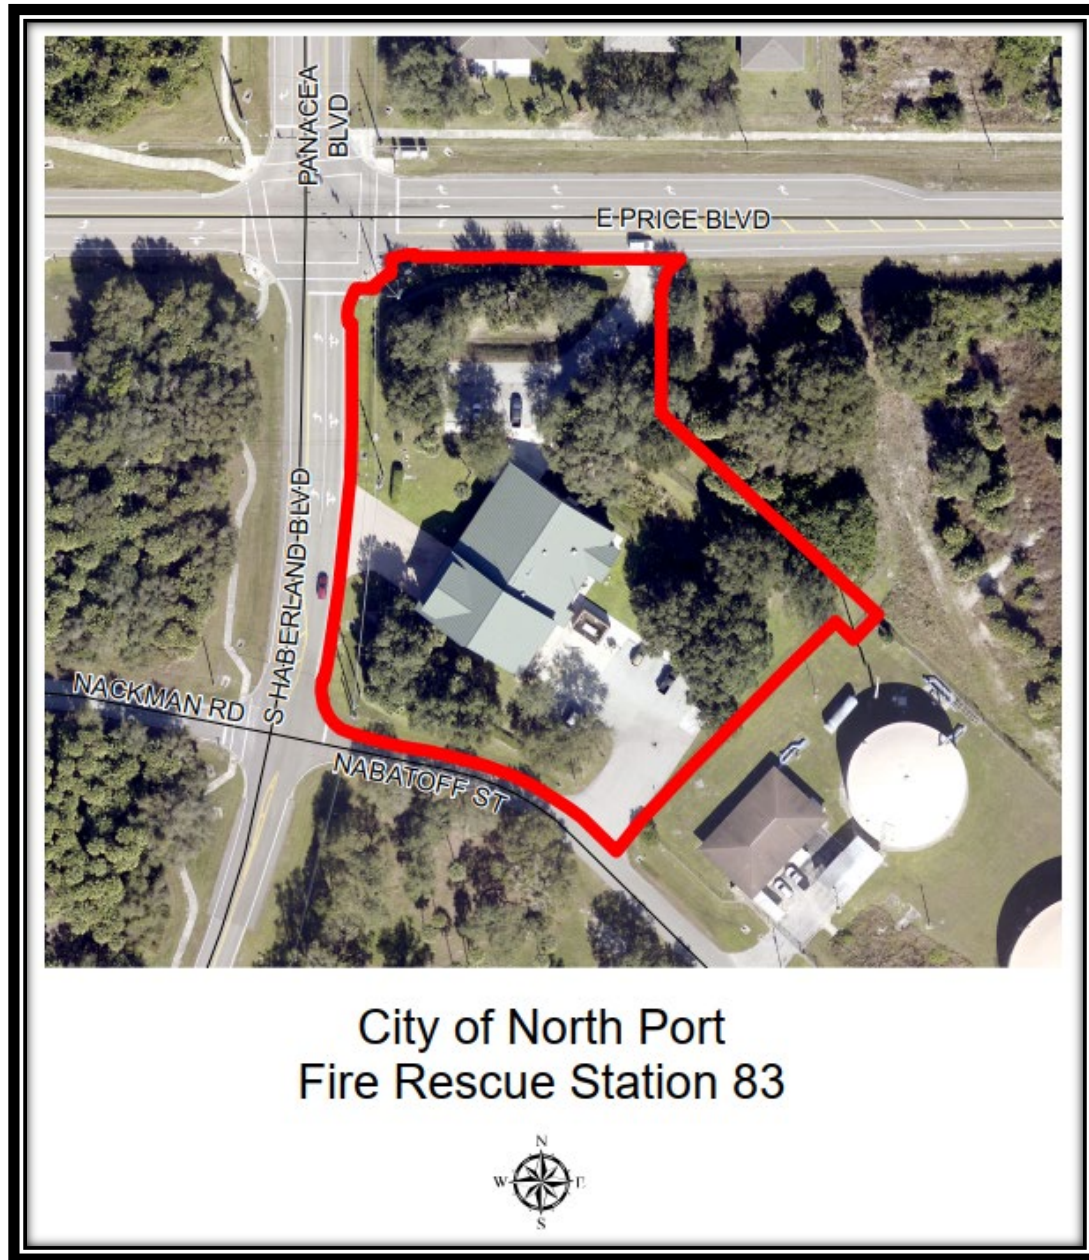 PANACEA
BLVD
E PRICE BLVD
S HABERLAND BLVD
NACKMAN RD
NABATOFF ST
City of North Port
Fire Rescue Station 83
N
W E
S